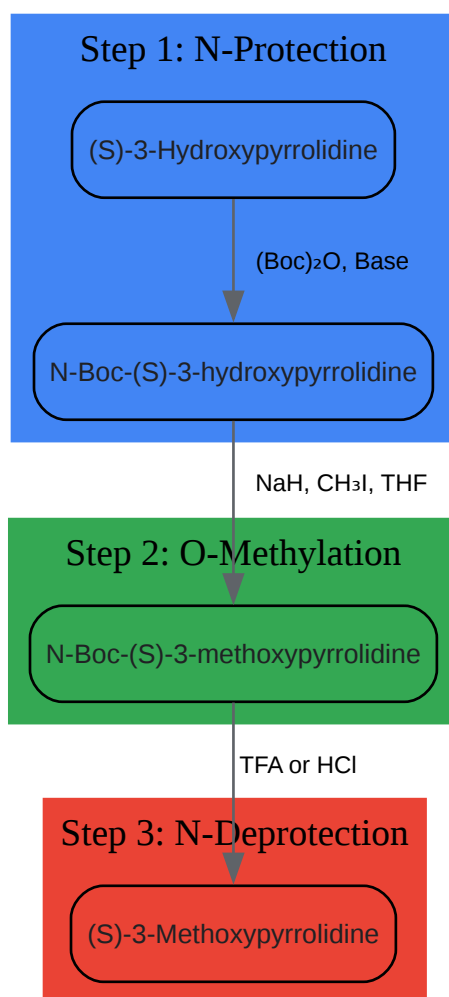 Step 1: N-Protection
(S)-3-Hydroxypyrrolidine
(Boc)₂O, Base
N-Boc-(S)-3-hydroxypyrrolidine
NaH, CH₃I, THF
Step 2: O-Methylation
N-Boc-(S)-3-methoxypyrrolidine
TFA or HCl
Step 3: N-Deprotection
(S)-3-Methoxypyrrolidine